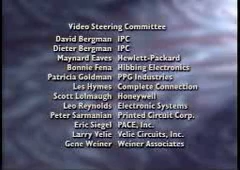 Video Steering Committee
David Bergman IPC
Dieter Bergman IPC
Maynard Eaves Hewlett-Packard
Bonnie Fena Hibbing Electronics
Patricia Goldman PPG Industries
Les Hymes Complete Connection
Scott Lolmaugh Honeywell
Leo Reynolds Electronic Systems
Peter Sarmanian Printed Circuit Corp.
Eric Siegel PACE, Inc.
Larry Velie Velie Circuits, Inc.
Gene Weiner Weiner Associates